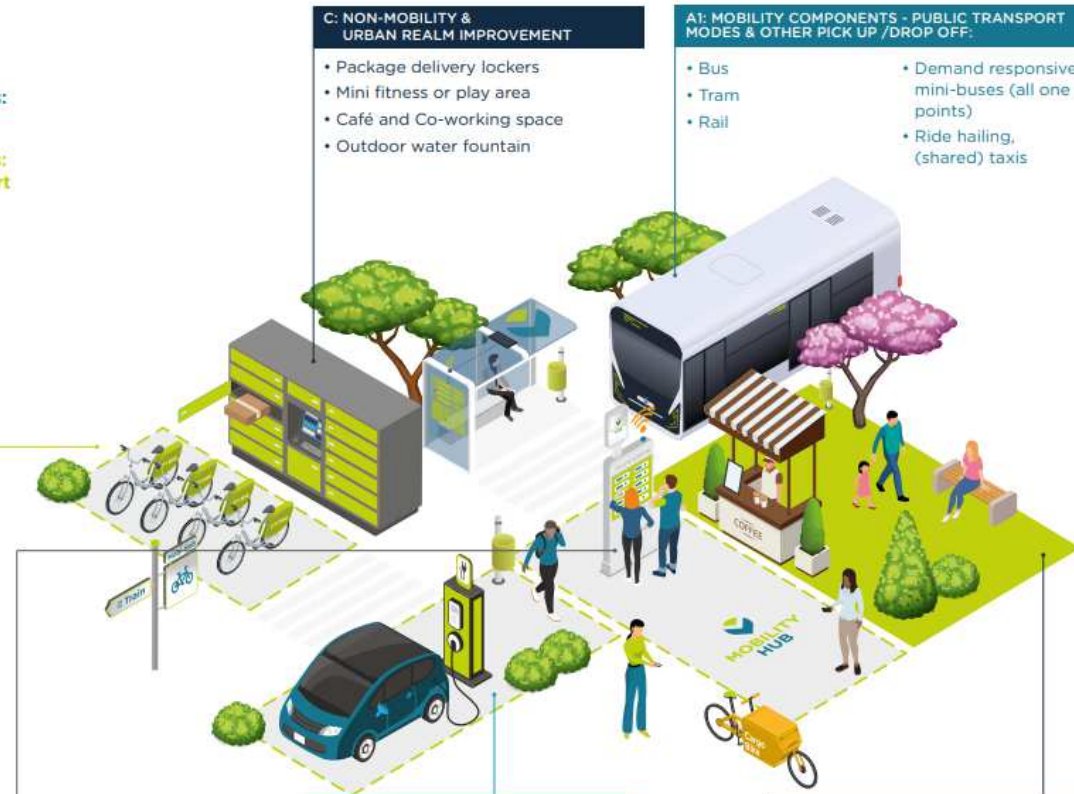 C: NON-MOBILITY &
URBAN REALM IMPROVEMENT
• Package delivery lockers
• Mini fitness or play area
• Café and Co-working space
• Outdoor water fountain
A1: MOBILITY COMPONENTS - PUBLIC TRANSPORT
MODES & OTHER PICK UP /DROP OFF:
• Bus
• Tram
• Rail
• Demand responsive
mini-buses (all one
points)
• Ride hailing,
(shared) taxis
COFFEE
Train
MOBILITY
HUB
Cargo